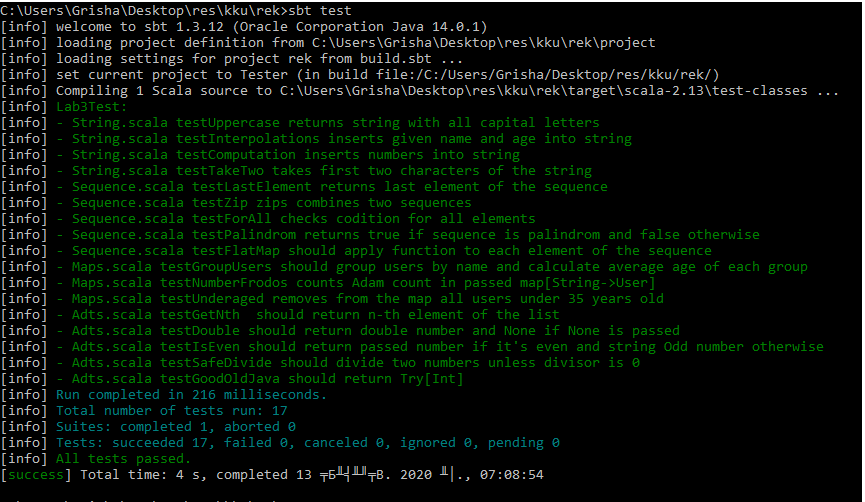 C:\Users\Grisha\Desktop\res\kku\rek>sbt test
[info] welcome to sbt 1.3.12 (Oracle Corporation Java 14.0.1)
[info] loading project definition from C:\Users\Grisha\Desktop\res\kku\rek\project
[info] loading settings for project rek from build.sbt ...
[info] set current project to Tester (in build file:/C:/Users/Grisha/Desktop/res/kku/rek/)
[info] Compiling 1 Scala source to C:\Users\Grisha\Desktop\res\kku\rek\target\scala-2.13\test-classes ...
[info] Lab3Test:
[info] - String.scala testUppercase returns string with all capital letters
[info] - String.scala testInterpolations inserts given name and age into string
[info] - String.scala testComputation inserts numbers into string
[info] - String.scala testTakeTwo takes first two characters of the string
[info] - Sequence.scala testLastElement returns last element of the sequence
[info] - Sequence.scala testZip zips combines two sequences
[info] - Sequence.scala testForAll checks codition for all elements
[info] - Sequence.scala testPalindrom returns true if sequence is palindrom and false otherwise
[info] - Sequence.scala testFlatMap should apply function to each element of the sequence
[info] - Maps.scala testGroupUsers should group users by name and calculate average age of each group
[info] - Maps.scala testNumberFrodos counts Adam count in passed map[String->User]
[info] - Maps.scala testUnderaged removes from the map all users under 35 years old
[info] - Adts.scala testGetNth  should return n-th element of the list
[info] - Adts.scala testDouble should return double number and None if None is passed
[info] - Adts.scala testIsEven should return passed number if it's even and string Odd number otherwise
[info] - Adts.scala testSafeDivide should divide two numbers unless divisor is 0
[info] - Adts.scala testGoodOldJava should return Try[Int]
[info] Run completed in 216 milliseconds.
[info] Total number of tests run: 17
[info] Suites: completed 1, aborted 0
[info] Tests: succeeded 17, failed 0, canceled 0, ignored 0, pending 0
[info] All tests passed.
[success] Total time: 4 s, completed 13 2020 07:08:54